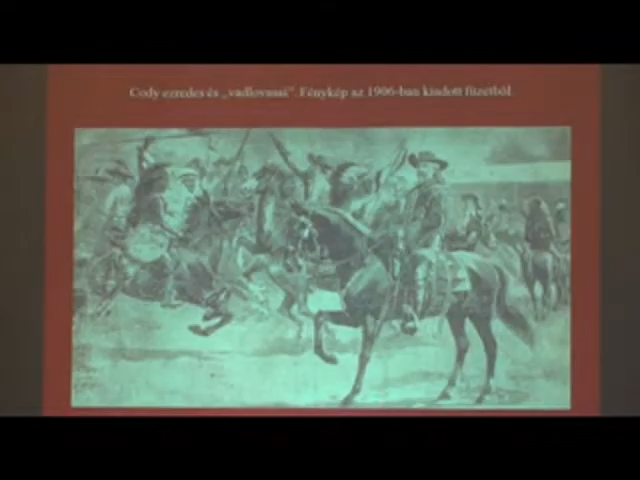 Cody ezredes és „vadlovasai”. Fénykép az 1906-ban kiadott füzetből.